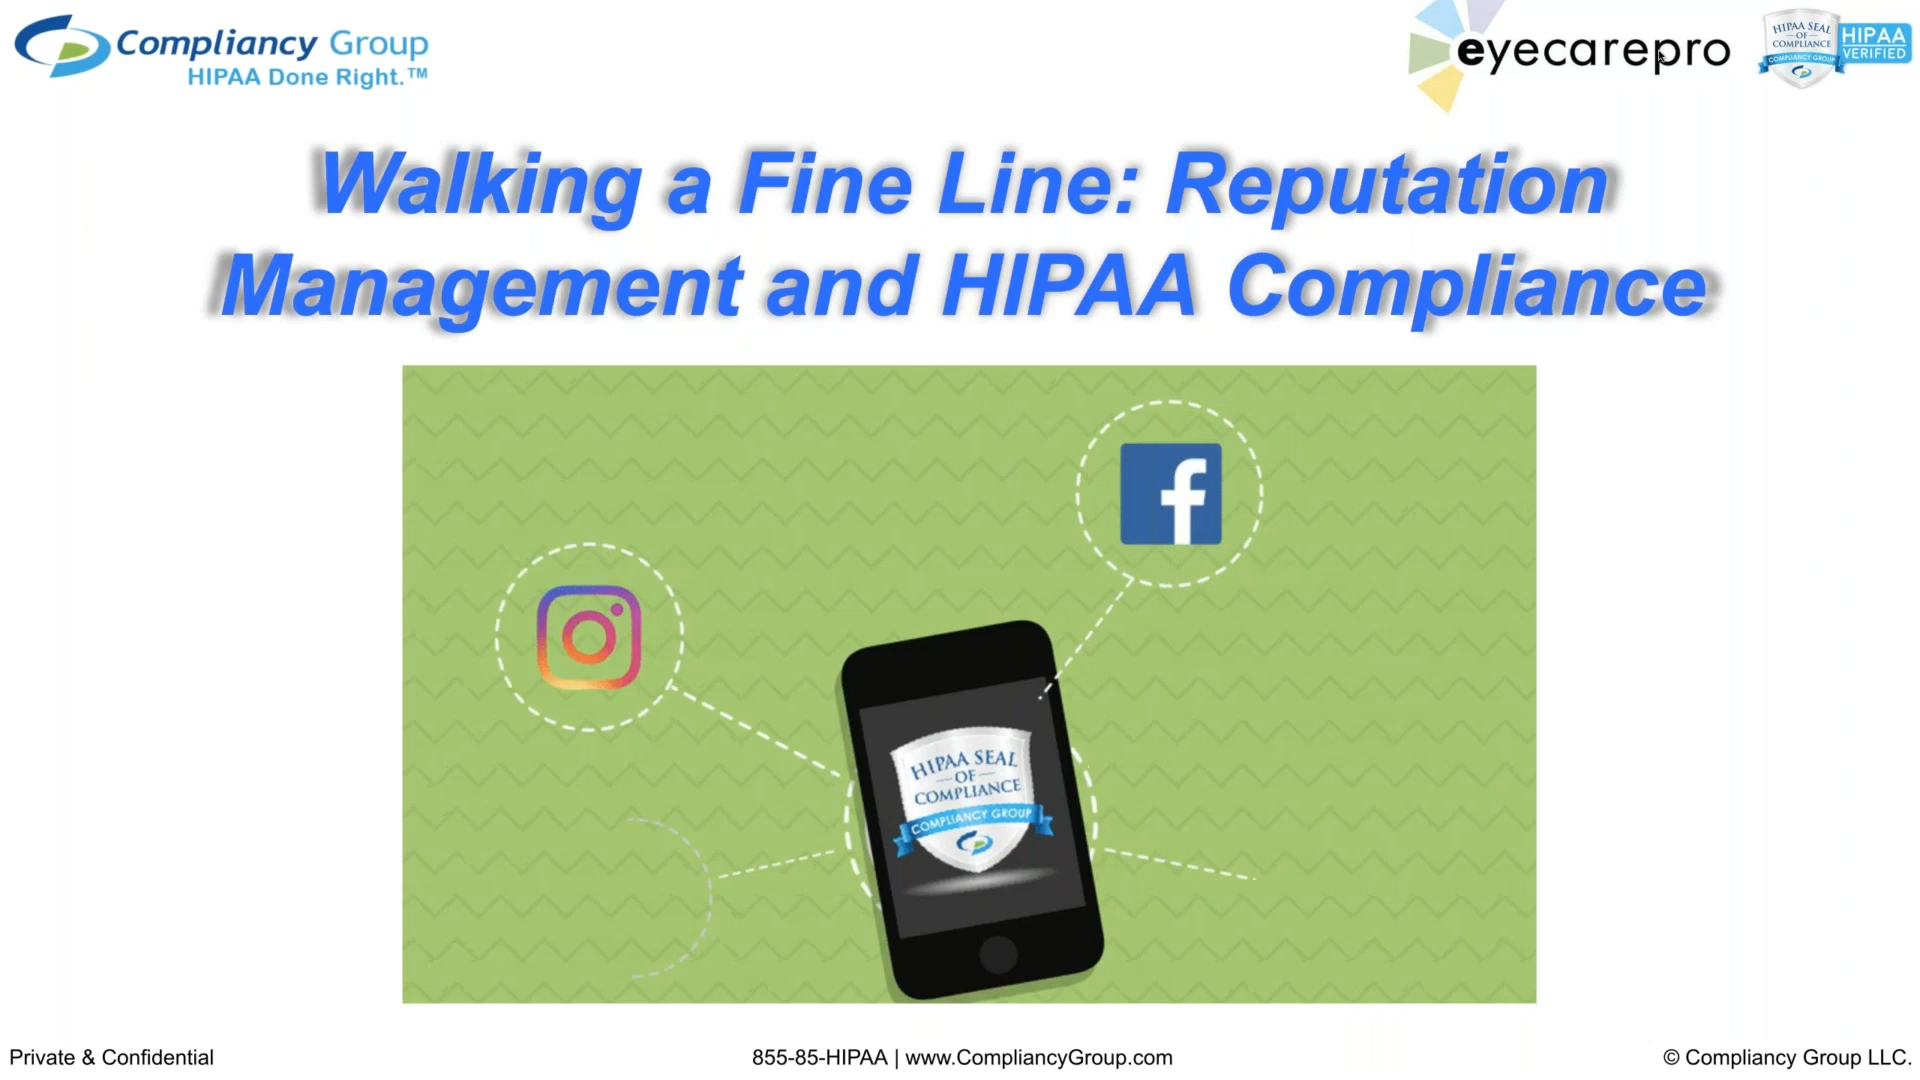 Compliancy Group
HIPAA Done Right.™
eyecarepro
HIPAA SEAL
OF
COMPLIANCE
COMPLIANCY GROUP
HIPAA
VERIFIED
Walking a Fine Line: Reputation
Management and HIPAA Compliance
f
HIPAA SEAL
OF
COMPLIANCE
COMPLIANCY GROUP
Private & Confidential
855-85-HIPAA | www.CompliancyGroup.com
© Compliancy Group LLC.